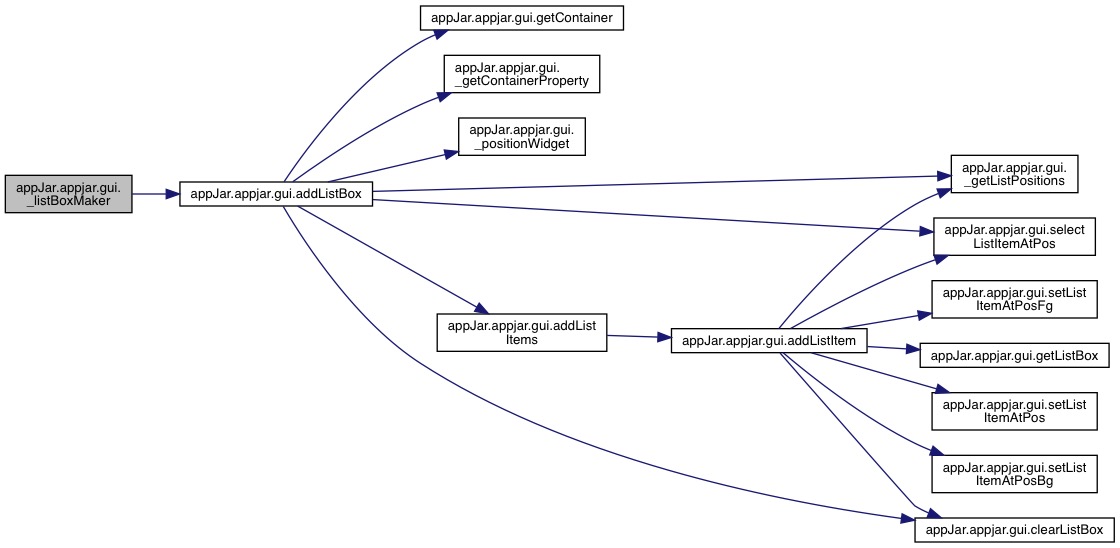 appJar.appjar.gui.getContainer
appJar.appjar.gui.
_getContainerProperty
appJar.appjar.gui.
_positionWidget
appJar.appjar.gui.
_listBoxMaker
appJar.appjar.gui.addListBox
appJar.appjar.gui.
_getListPositions
appJar.appjar.gui.select
ListItemAtPos
appJar.appjar.gui.setList
ItemAtPosFg
appJar.appjar.gui.addList
Items
appJar.appjar.gui.addListItem
appJar.appjar.gui.getListBox
appJar.appjar.gui.setList
ItemAtPos
appJar.appjar.gui.setList
ItemAtPosBg
appJar.appjar.gui.clearListBox